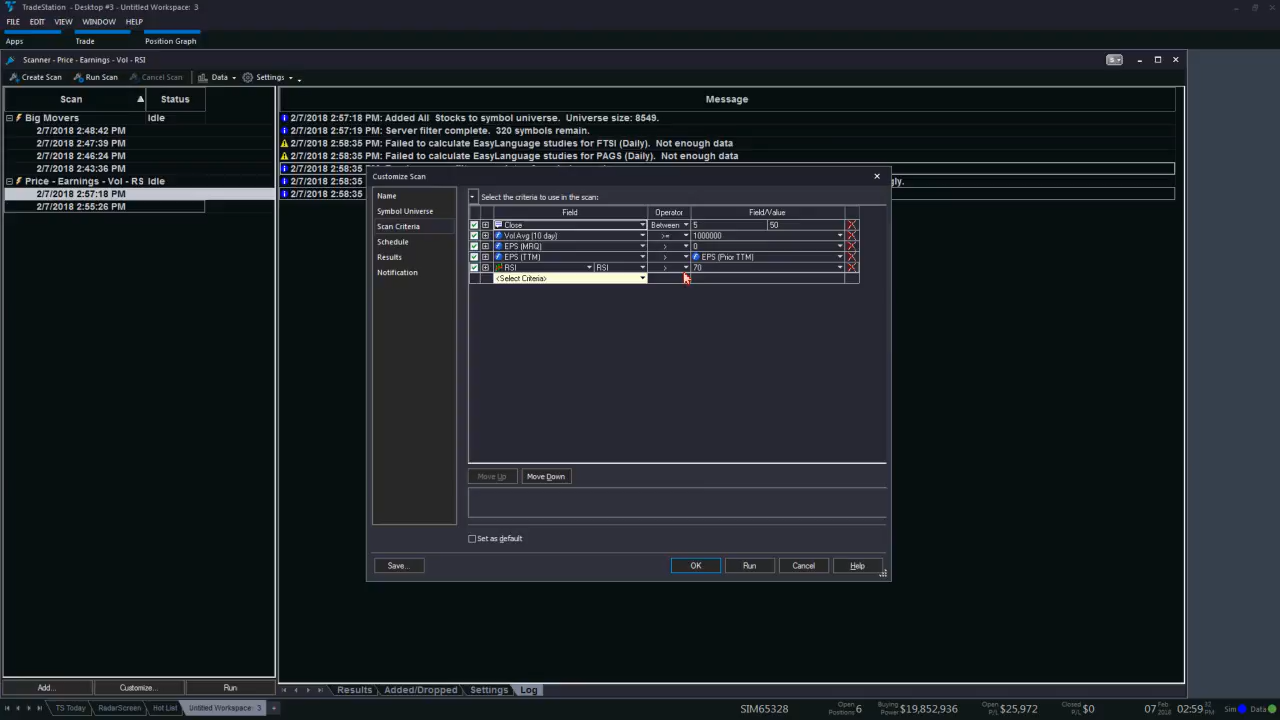 TradeStation - Desktop #3 - Untitled Workspace: 3
FILE EDIT VIEW WINDOW HELP
Apps Trade Position Graph
Scanner - Price - Earnings - Vol - RSI
Create Scan Run Scan Cancel Scan Data Settings
Scan Status Message
Big Movers Idle
2/7/2018 2:48:42 PM
2/7/2018 2:47:39 PM
2/7/2018 2:46:24 PM
2/7/2018 2:43:36 PM
Price - Earnings - Vol - RS Idle
2/7/2018 2:57:18 PM
2/7/2018 2:55:26 PM
2/7/2018 2:57:18 PM: Added All Stocks to symbol universe. Universe size: 8549.
2/7/2018 2:57:19 PM: Server filter complete. 320 symbols remain.
2/7/2018 2:58:35 PM: Failed to calculate EasyLanguage studies for FTSI (Daily). Not enough data
2/7/2018 2:58:35 PM: Failed to calculate EasyLanguage studies for PAGS (Daily). Not enough data
2/7/2018 2:58:35
2/7/2018 2:58:35 gly.
2/7/2018 2:58:35
Customize Scan
Name
Symbol Universe
Scan Criteria
Schedule
Results
Notification
Select the criteria to use in the scan:
Field Operator Field/Value
Close Between 5 50
Vol.Avg (10 day) >= 1000000
EPS (MRQ) > 0
EPS (TTM) > EPS (Prior TTM)
RSI RSI > 70
<Select Criteria>
Move Up Move Down
Set as default
Save... OK Run Cancel Help
Add... Customize... Run
Results Added/Dropped Settings Log
TS Today RadarScreen Hot List Untitled Workspace: 3 +
SIM65328 Open Positions 6 Buying Power $19,852,936 Open P/L $25,972 Closed P/L $0 07 Feb 2018 02:59 32 PM Sim Data